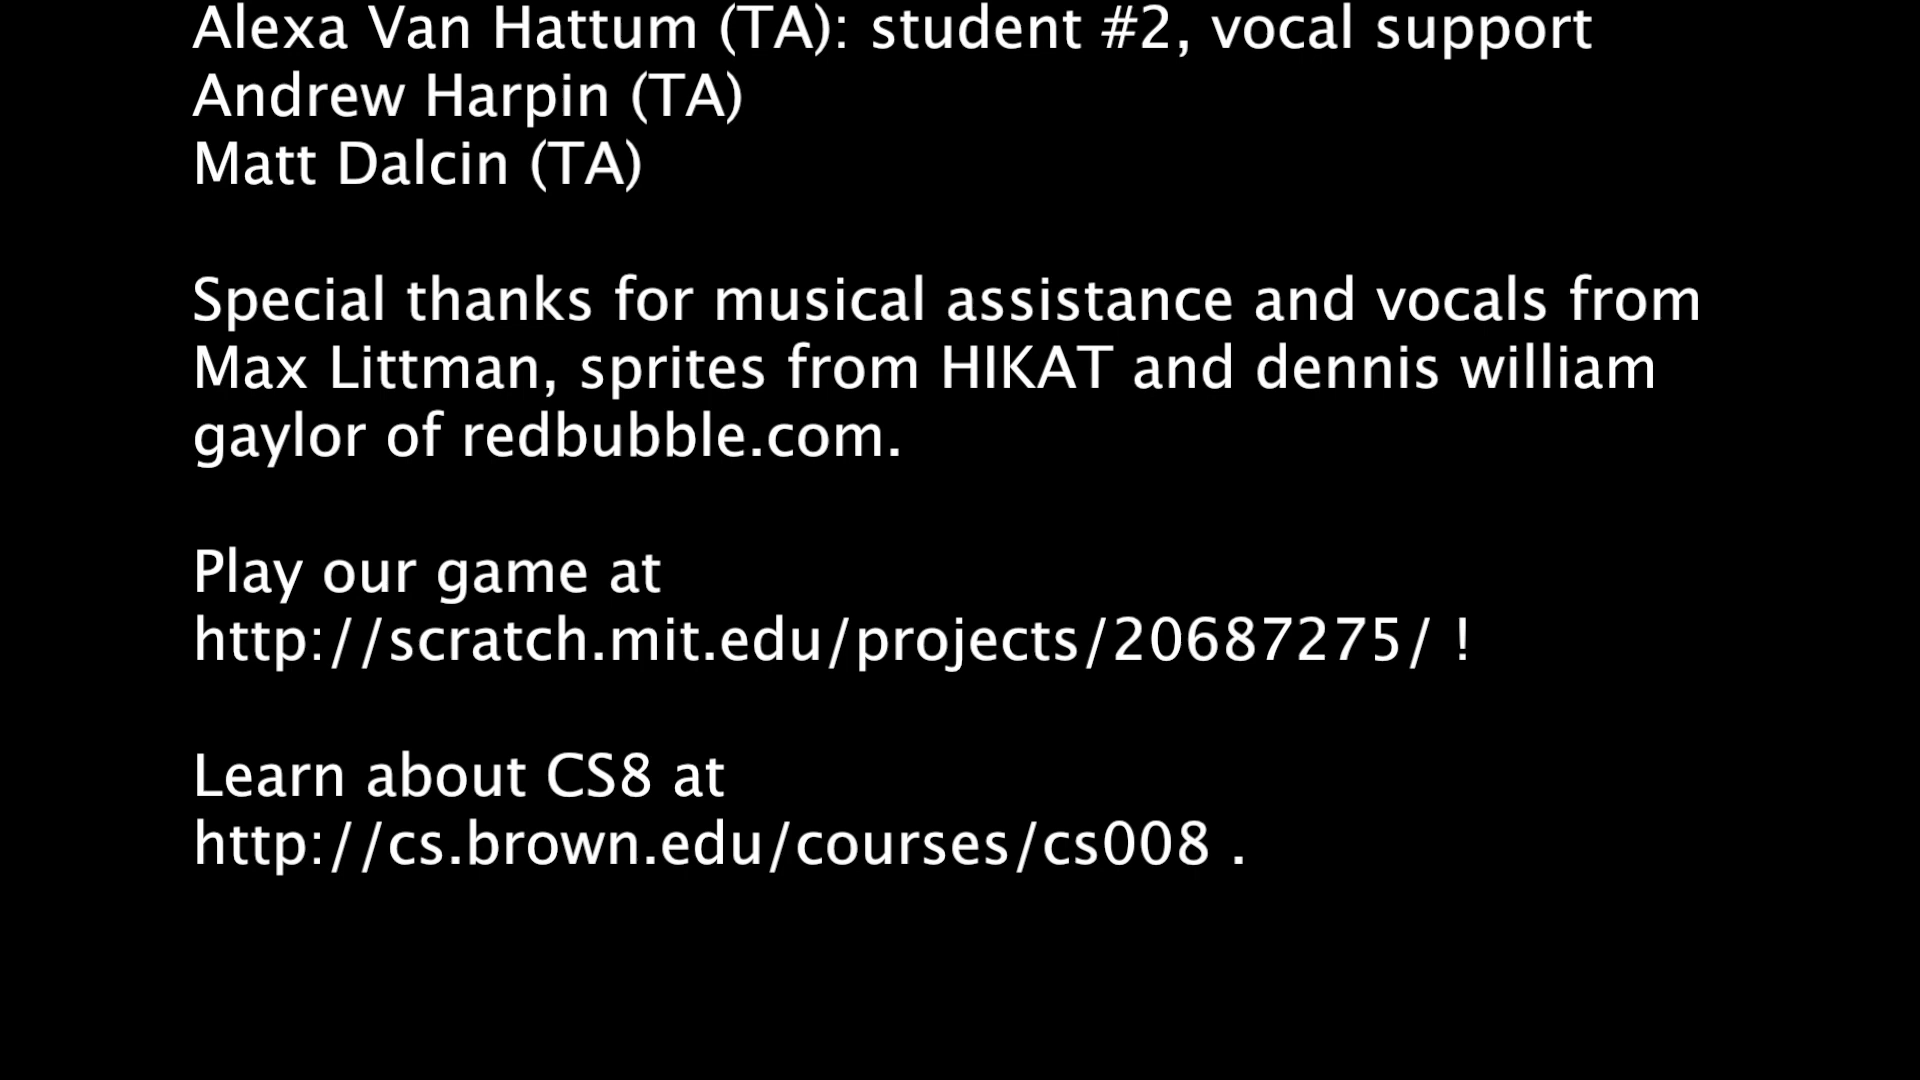 Alexa Van Hattum (TA): student #2, vocal support
Andrew Harpin (TA)
Matt Dalcin (TA)
Special thanks for musical assistance and vocals from
Max Littman, sprites from HIKAT and dennis william
gaylor of redbubble.com.
Play our game at
http://scratch.mit.edu/projects/20687275/ !
Learn about CS8 at
http://cs.brown.edu/courses/cs008 .